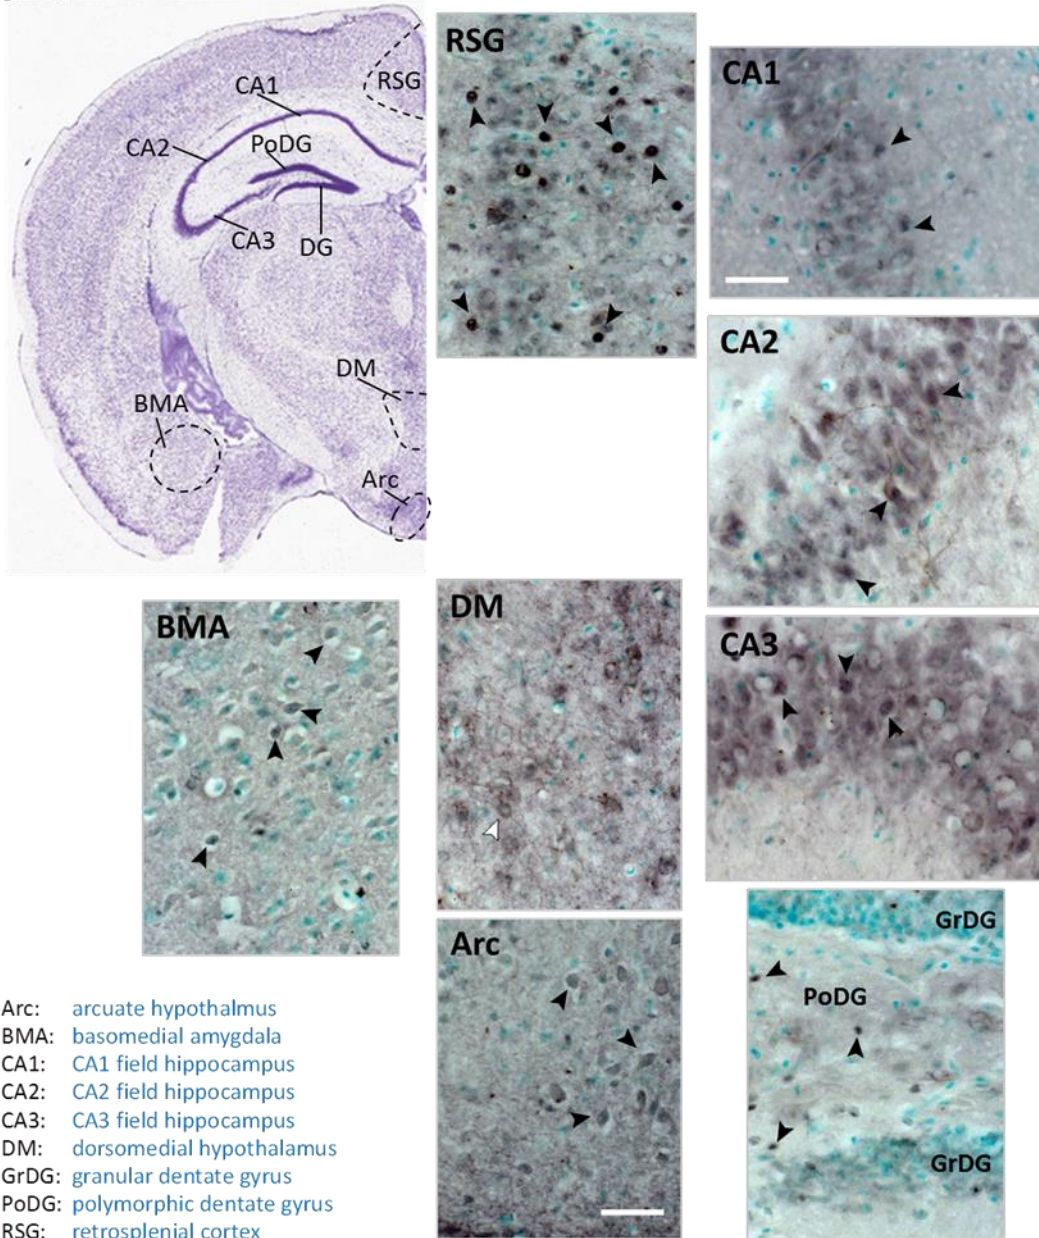 RSG
CA1
CA2
PoDG
CA3
DG
DM
BMA
Arc
RSG
CA1
CA2
BMA
DM
CA3
Arc
GrDG
PoDG
GrDG
Arc: arcuate hypothalmus
BMA: basomedial amygdala
CA1: CA1 field hippocampus
CA2: CA2 field hippocampus
CA3: CA3 field hippocampus
DM: dorsomedial hypothalamus
GrDG: granular dentate gyrus
PoDG: polymorphic dentate gyrus
RSG: retrosplenial cortex